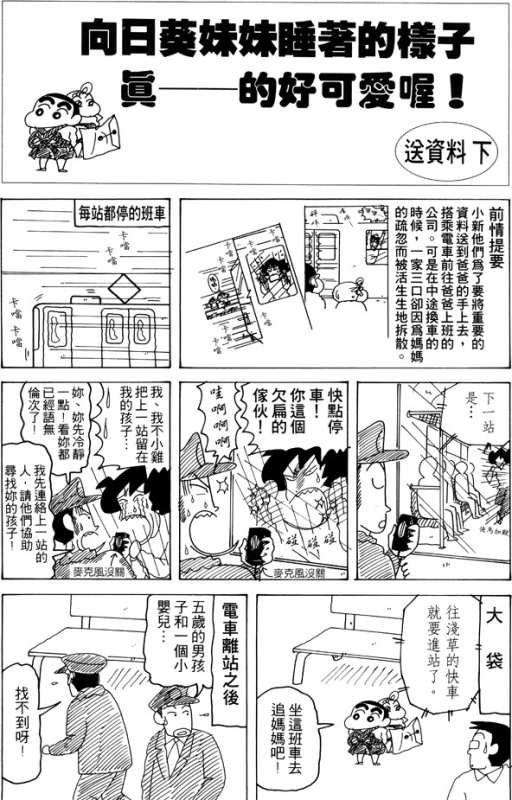 向日葵妹妹睡著的樣子
眞——的好可愛喔！
送資料 下
前情提要
小新他們爲了要將重要的
資料送到爸爸的手上去，
搭乘電車前往爸爸上班的
公司。可是在中途換車的
時候，一家三口卻因爲媽媽
的疏忽而被活生生地拆散。
每站都停的班車
卡噹
卡噹
卡噹
卡噹
卡噹
卡噹
下一站
是…
快點停
車！
你這個
欠扁的
傢伙！
哇啊啊啊
碰
碰
碰
麥克風沒關
我、我不小雞
把上一站留在
我的孩子…
妳、妳先冷靜
一點！看妳都
已經語無
倫次了！
我先連絡上一站的
人，請他們協助
尋找妳的孩子！
麥克風沒關
大袋
往淺草的快車
就要進站了。
坐這班車去
追媽媽吧！
電車離站之後
五歲的男孩
子和一個小
嬰兒…
找不到呀！